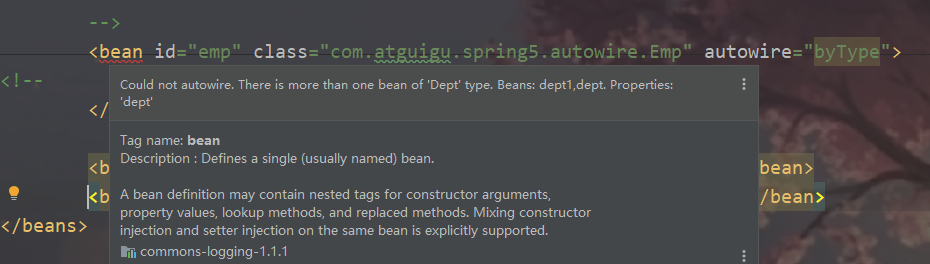 -->
<bean id="emp" class="com.atguigu.spring5.autowire.Emp" autowire="byType">
<!--
Could not autowire. There is more than one bean of 'Dept' type. Beans: dept1,dept. Properties:
'dept'
</
Tag name: bean
Description : Defines a single (usually named) bean.
<b bean>
A bean definition may contain nested tags for constructor arguments,
<b /bean>
property values, lookup methods, and replaced methods. Mixing constructor
</beans>
injection and setter injection on the same bean is explicitly supported.
commons-logging-1.1.1